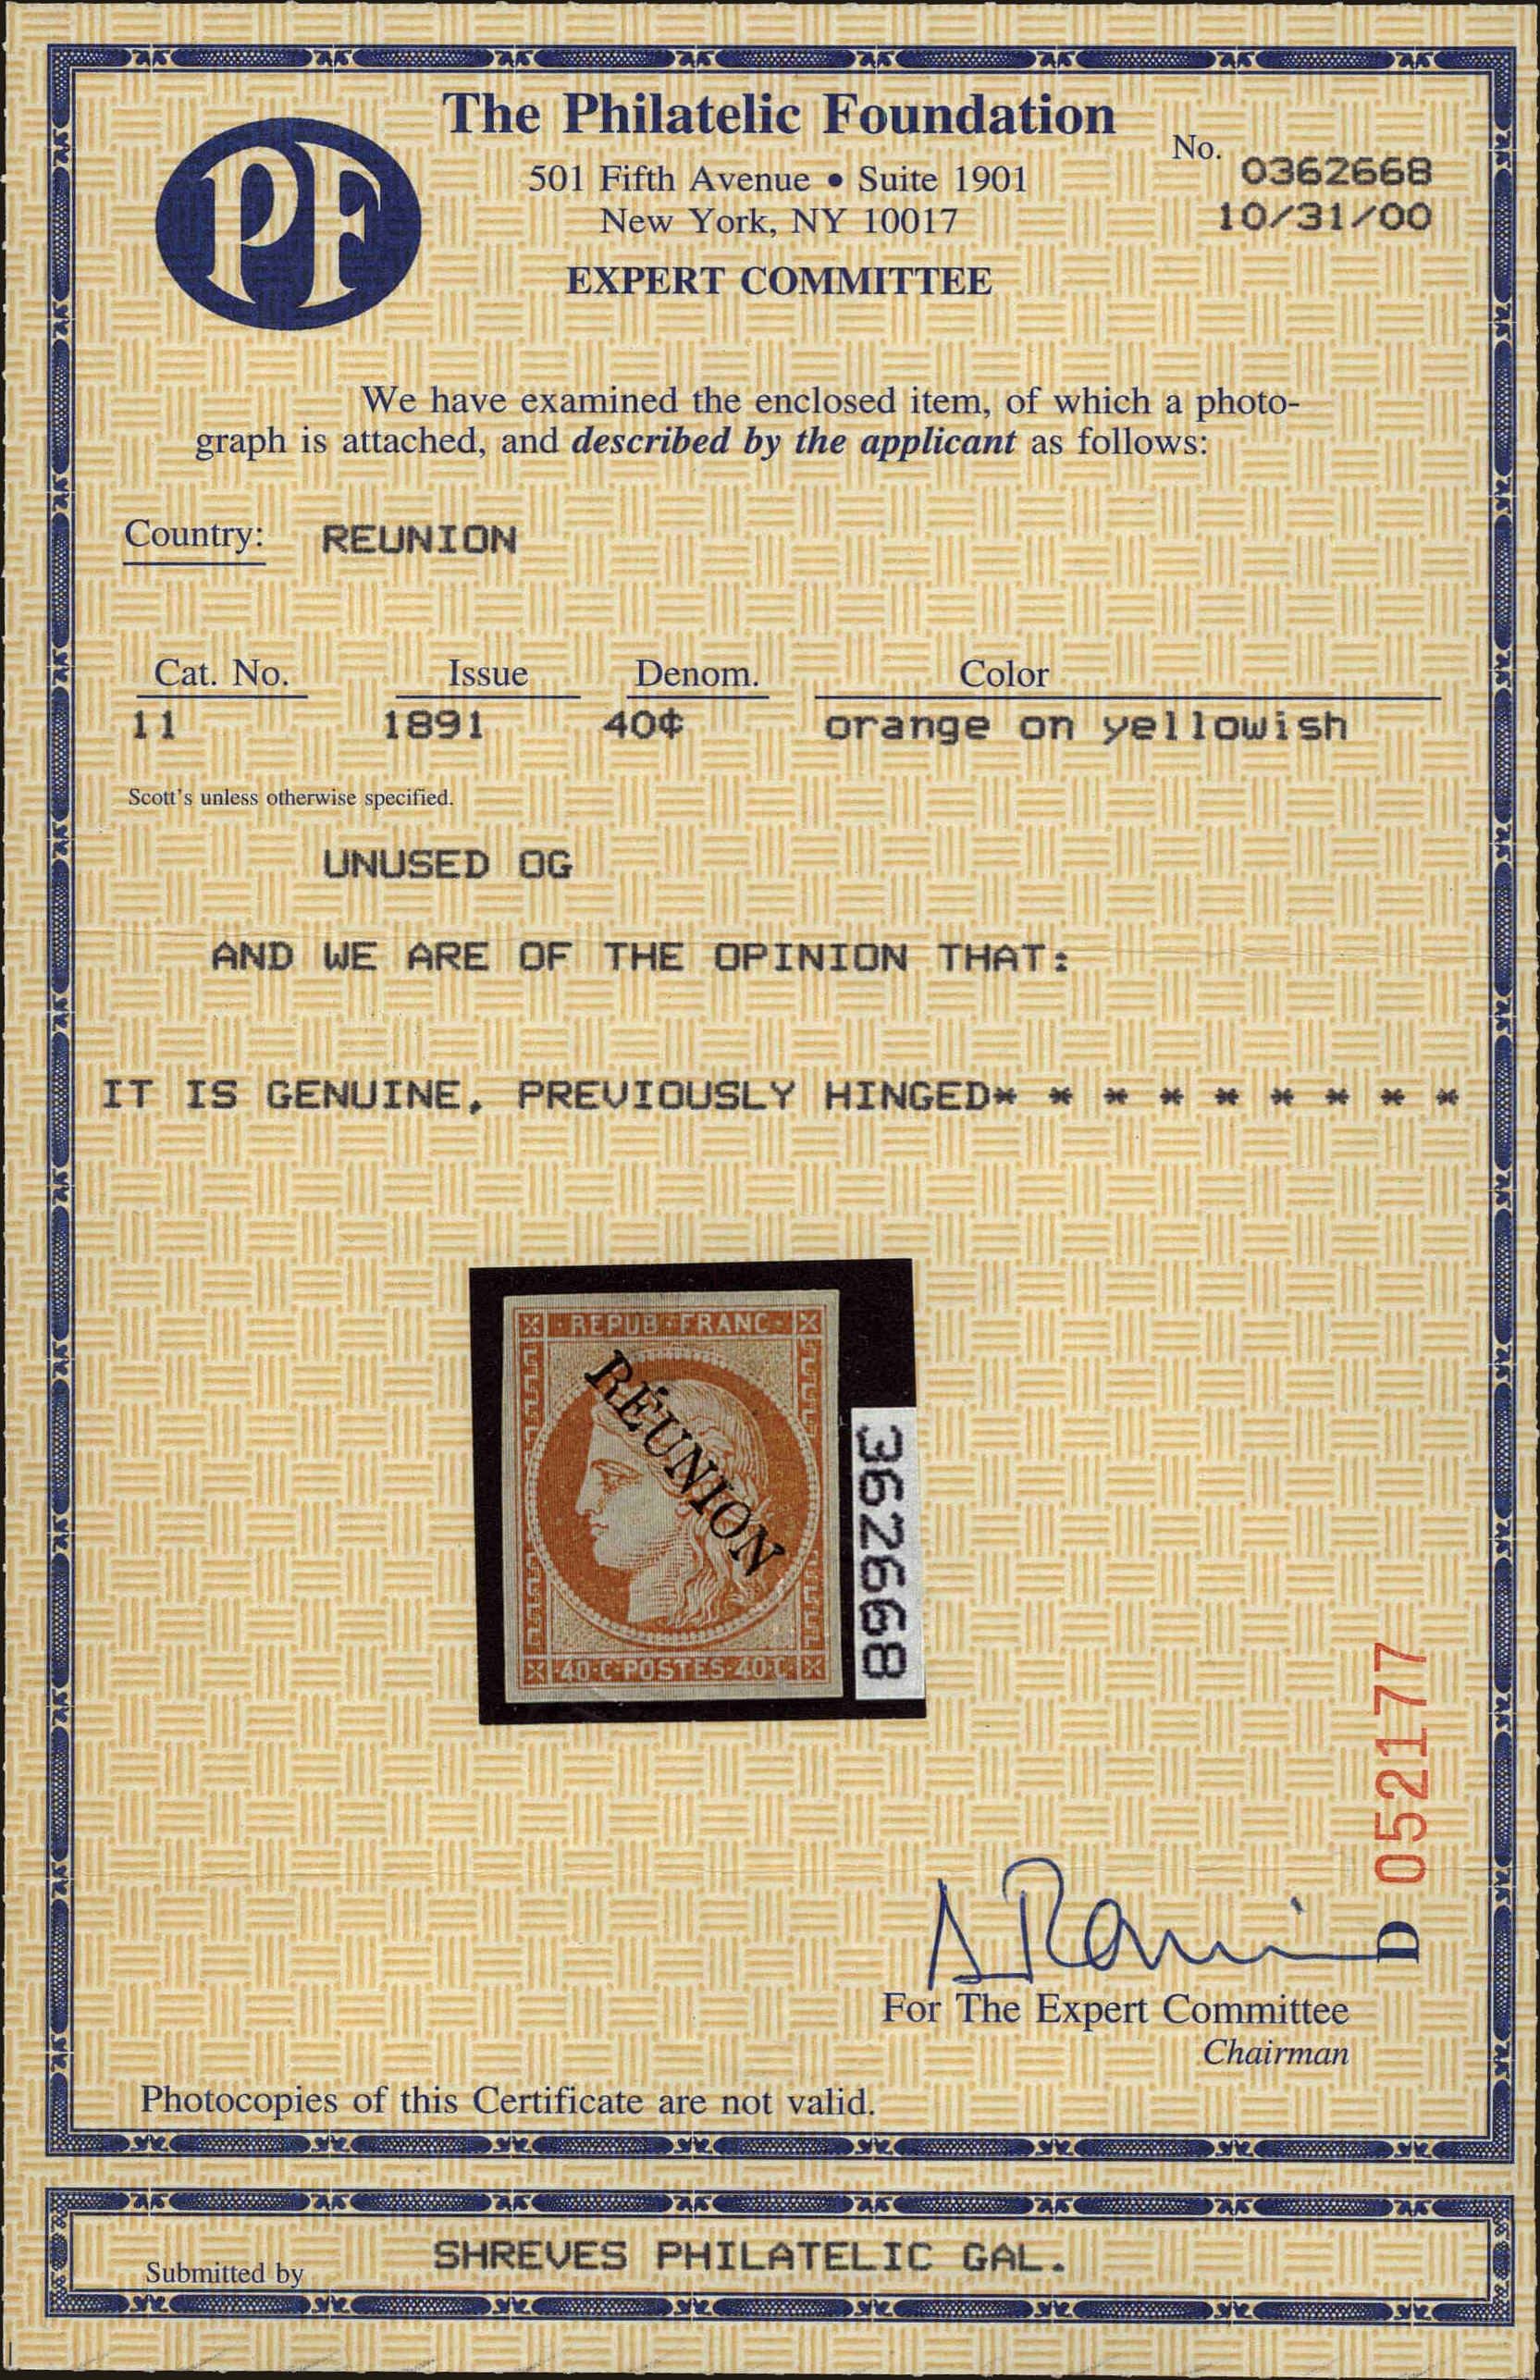 The Philatelic Foundation
PF
501 Fifth Avenue • Suite 1901
New York, NY 10017
EXPERT COMMITTEE
No. 0362668
10/31/00
We have examined the enclosed item, of which a photo-
graph is attached, and described by the applicant as follows:
Country: REUNION
Cat. No. Issue Denom. Color
11 1891 40¢ orange on yellowish
Scott's unless otherwise specified.
UNUSED OG
AND WE ARE OF THE OPINION THAT:
IT IS GENUINE, PREVIOUSLY HINGED* * * * * * * * *
REPUB·FRANC
RÉUNION
40·C·POSTES·40·C
362668
D 052177
For The Expert Committee
Chairman
Photocopies of this Certificate are not valid.
Submitted by SHREVES PHILATELIC GAL.